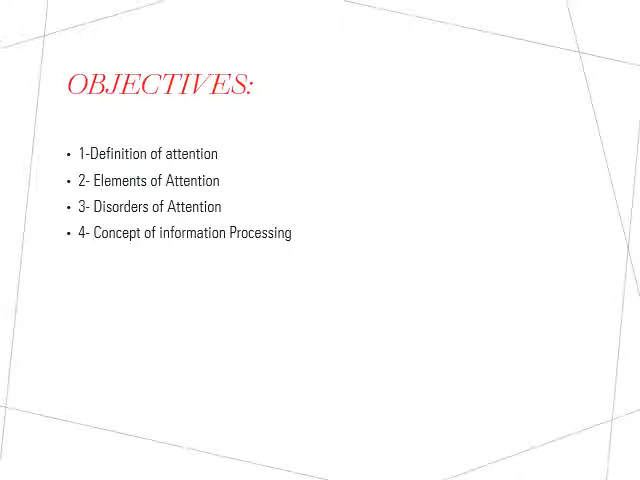 OBJECTIVES:
• 1-Definition of attention
• 2- Elements of Attention
• 3- Disorders of Attention
• 4- Concept of information Processing